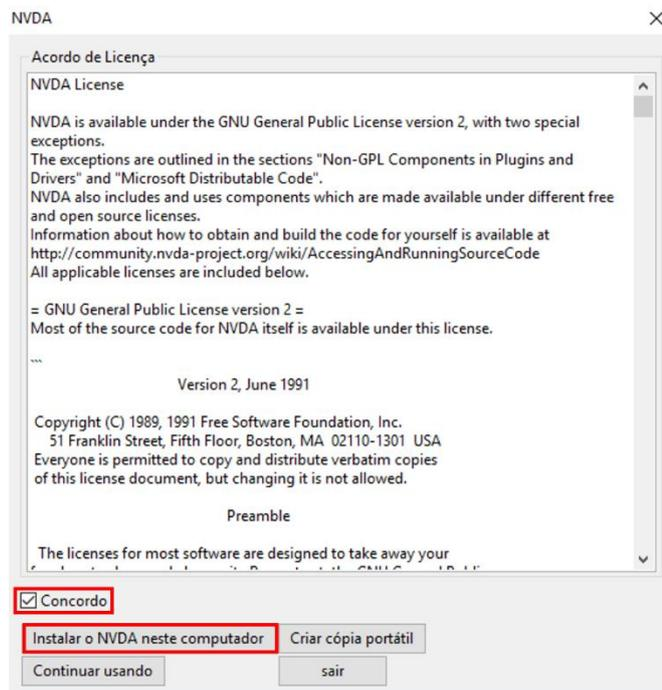 NVDA
Acordo de Licença
NVDA License
NVDA is available under the GNU General Public License version 2, with two special
exceptions.
The exceptions are outlined in the sections "Non-GPL Components in Plugins and
Drivers" and "Microsoft Distributable Code".
NVDA also includes and uses components which are made available under different free
and open source licenses.
Information about how to obtain and build the code for yourself is available at
http://community.nvda-project.org/wiki/AccessingAndRunningSourceCode
All applicable licenses are included below.
= GNU General Public License version 2 =
Most of the source code for NVDA itself is available under this license.
```
Version 2, June 1991
Copyright (C) 1989, 1991 Free Software Foundation, Inc.
51 Franklin Street, Fifth Floor, Boston, MA  02110-1301  USA
Everyone is permitted to copy and distribute verbatim copies
of this license document, but changing it is not allowed.
Preamble
The licenses for most software are designed to take away your
Concordo
Instalar o NVDA neste computador
Criar cópia portátil
Continuar usando
sair